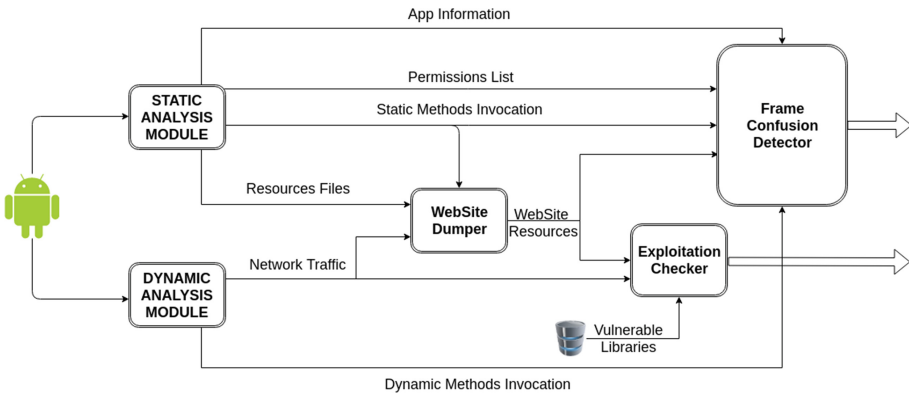 App Information
Permissions List
STATIC
ANALYSIS
MODULE
Static Methods Invocation
Frame
Confusion
Detector
Resources Files
WebSite
Dumper
WebSite
Resources
Network Traffic
Exploitation
Checker
DYNAMIC
ANALYSIS
MODULE
Vulnerable
Libraries
Dynamic Methods Invocation